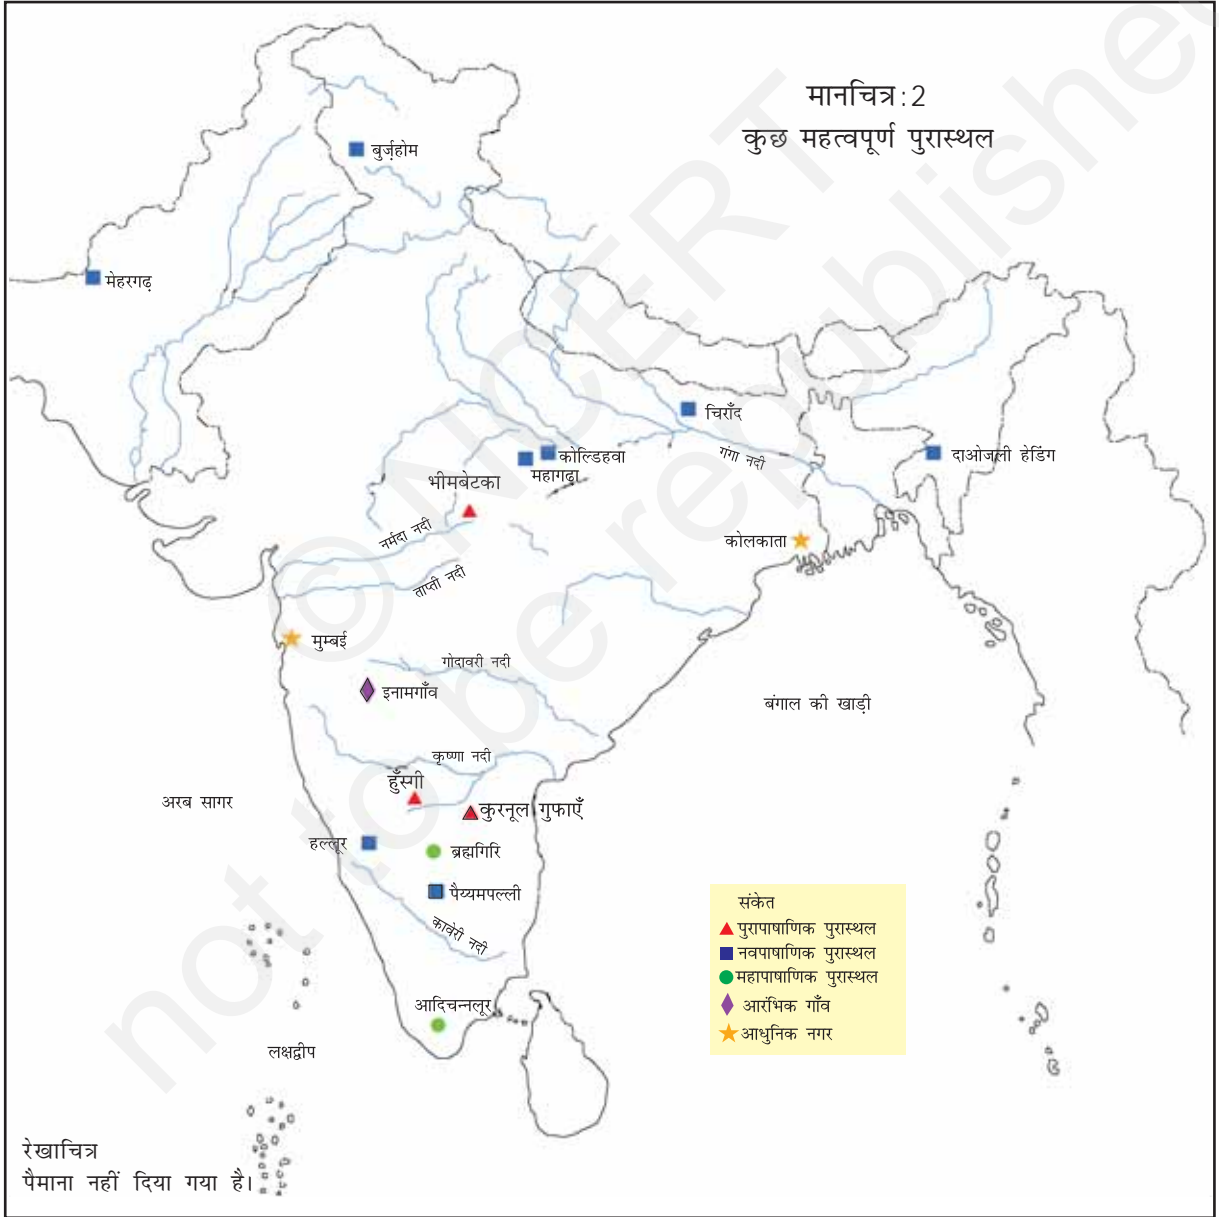 मानचित्र:2
कुछ महत्वपूर्ण पुरास्थल
बुर्ज़होम
मेहरगढ़
चिराँद
गंगा नदी
कोल्डिहवा
महागढ़ा
दाओजली हेडिंग
भीमबेटका
नर्मदा नदी
ताप्ती नदी
कोलकाता
मुम्बई
गोदावरी नदी
इनामगाँव
बंगाल की खाड़ी
कृष्णा नदी
हुँस्गी
अरब सागर
कुरनूल गुफाएँ
हल्लूर
ब्रह्मगिरि
पैय्यमपल्ली
कावेरी नदी
संकेत
पुरापाषाणिक पुरास्थल
नवपाषाणिक पुरास्थल
महापाषाणिक पुरास्थल
आरंभिक गाँव
आधुनिक नगर
आदिचन्नलूर
लक्षद्वीप
रेखाचित्र
पैमाना नहीं दिया गया है।
© NCERT
not to be republished